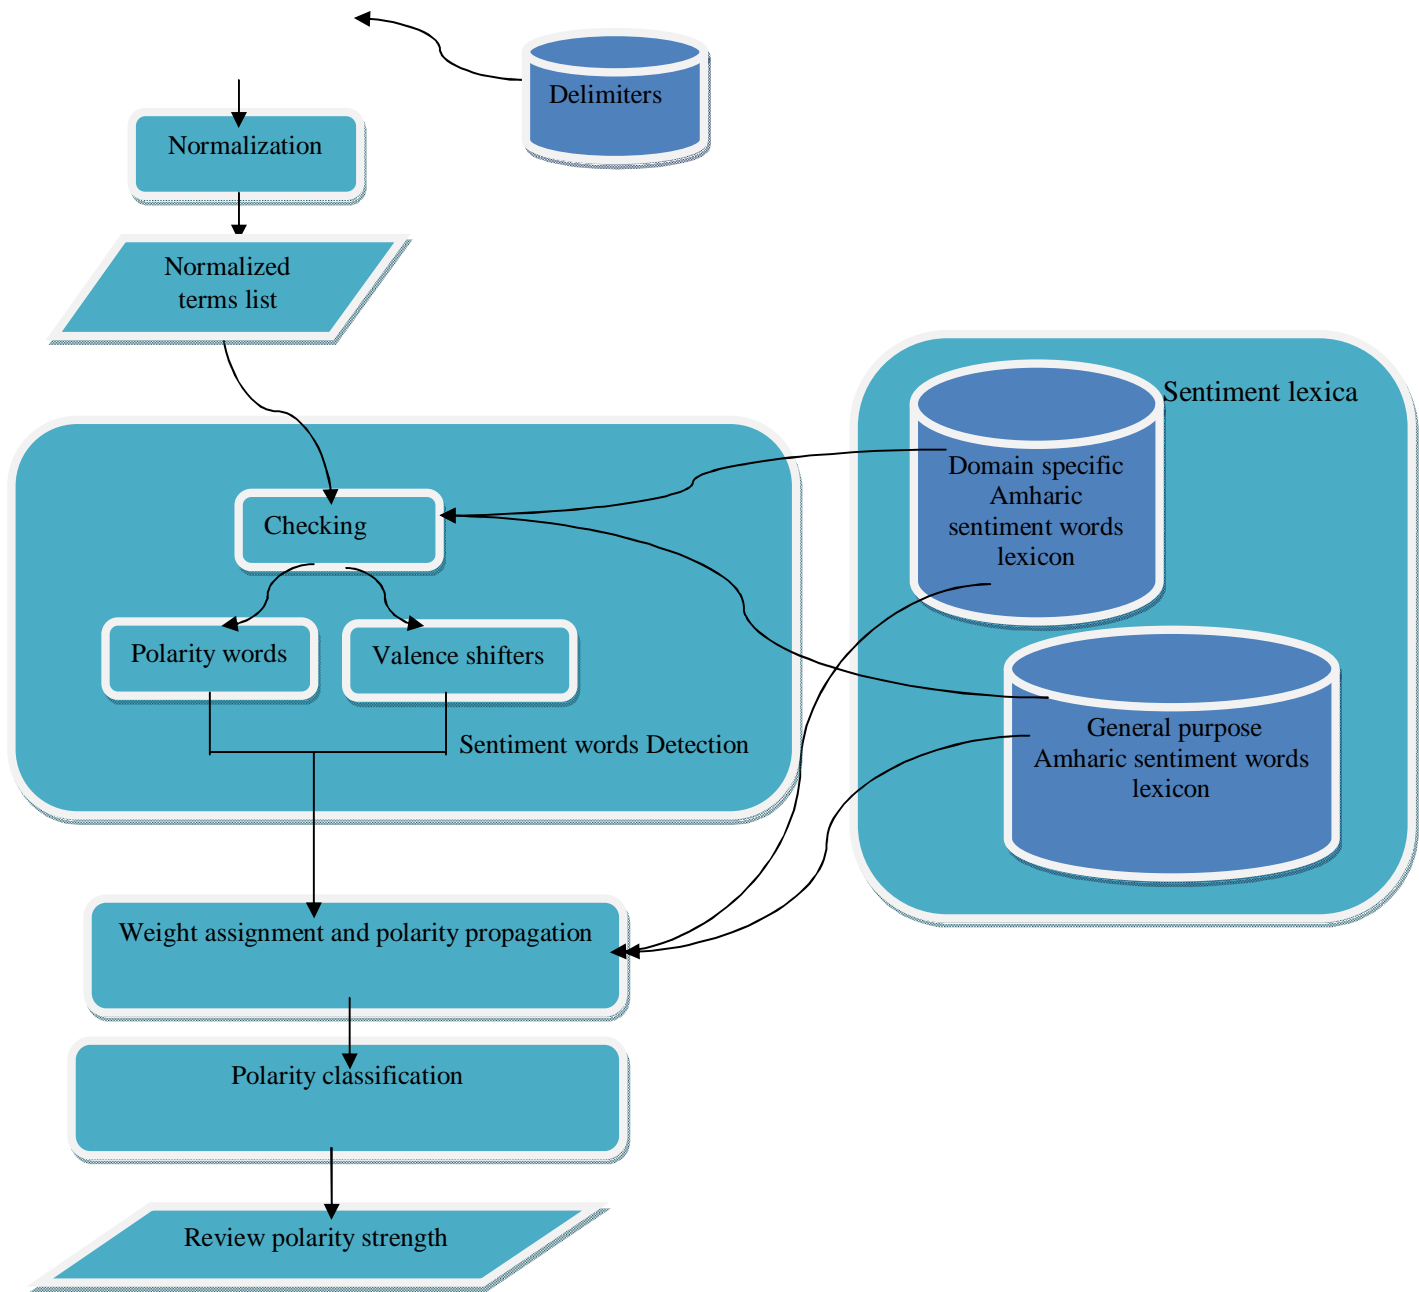 Delimiters
Normalization
Normalized
terms list
Sentiment lexica
Domain specific
Amharic
sentiment words
lexicon
Checking
Polarity words
Valence shifters
Sentiment words Detection
General purpose
Amharic sentiment words
lexicon
Weight assignment and polarity propagation
Polarity classification
Review polarity strength